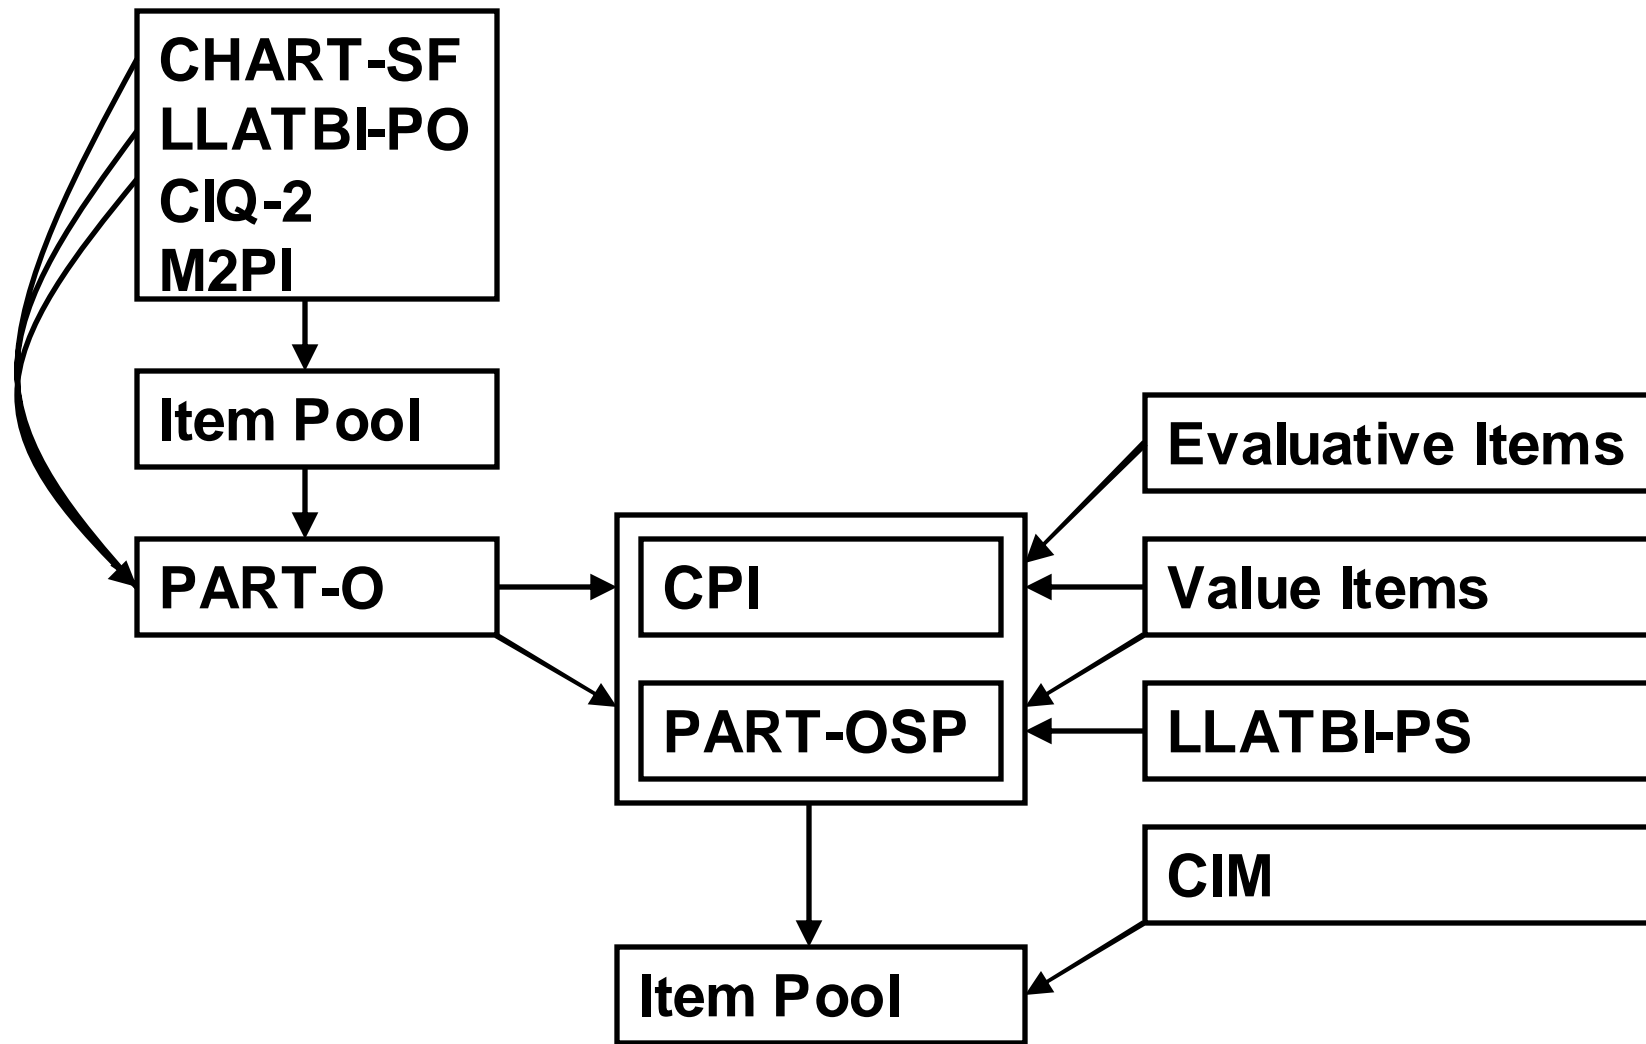 CHART-SF
LLATBI-PO
CIQ-2
M2PI
Item Pool
Evaluative Items
PART-O
CPI
Value Items
PART-OSP
LLATBI-PS
CIM
Item Pool